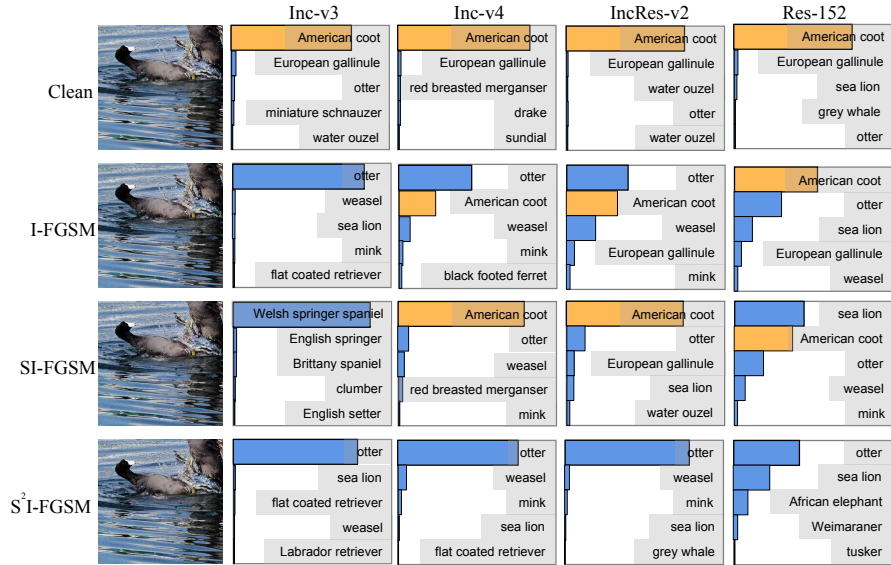 Inc-v3 Inc-v4 IncRes-v2 Res-152
Clean
American coot
European gallinule
otter
miniature schnauzer
water ouzel
American coot
European gallinule
red breasted merganser
drake
sundial
American coot
European gallinule
water ouzel
otter
water ouzel
American coot
European gallinule
sea lion
grey whale
otter
I-FGSM
otter
weasel
sea lion
mink
flat coated retriever
otter
American coot
weasel
mink
black footed ferret
otter
American coot
weasel
European gallinule
mink
American coot
otter
sea lion
European gallinule
weasel
SI-FGSM
Welsh springer spaniel
English springer
Brittany spaniel
clumber
English setter
American coot
otter
weasel
red breasted merganser
mink
American coot
otter
European gallinule
sea lion
water ouzel
sea lion
American coot
otter
weasel
mink
S²I-FGSM
otter
sea lion
flat coated retriever
weasel
Labrador retriever
otter
weasel
mink
sea lion
flat coated retriever
otter
weasel
mink
sea lion
grey whale
otter
sea lion
African elephant
Weimaraner
tusker